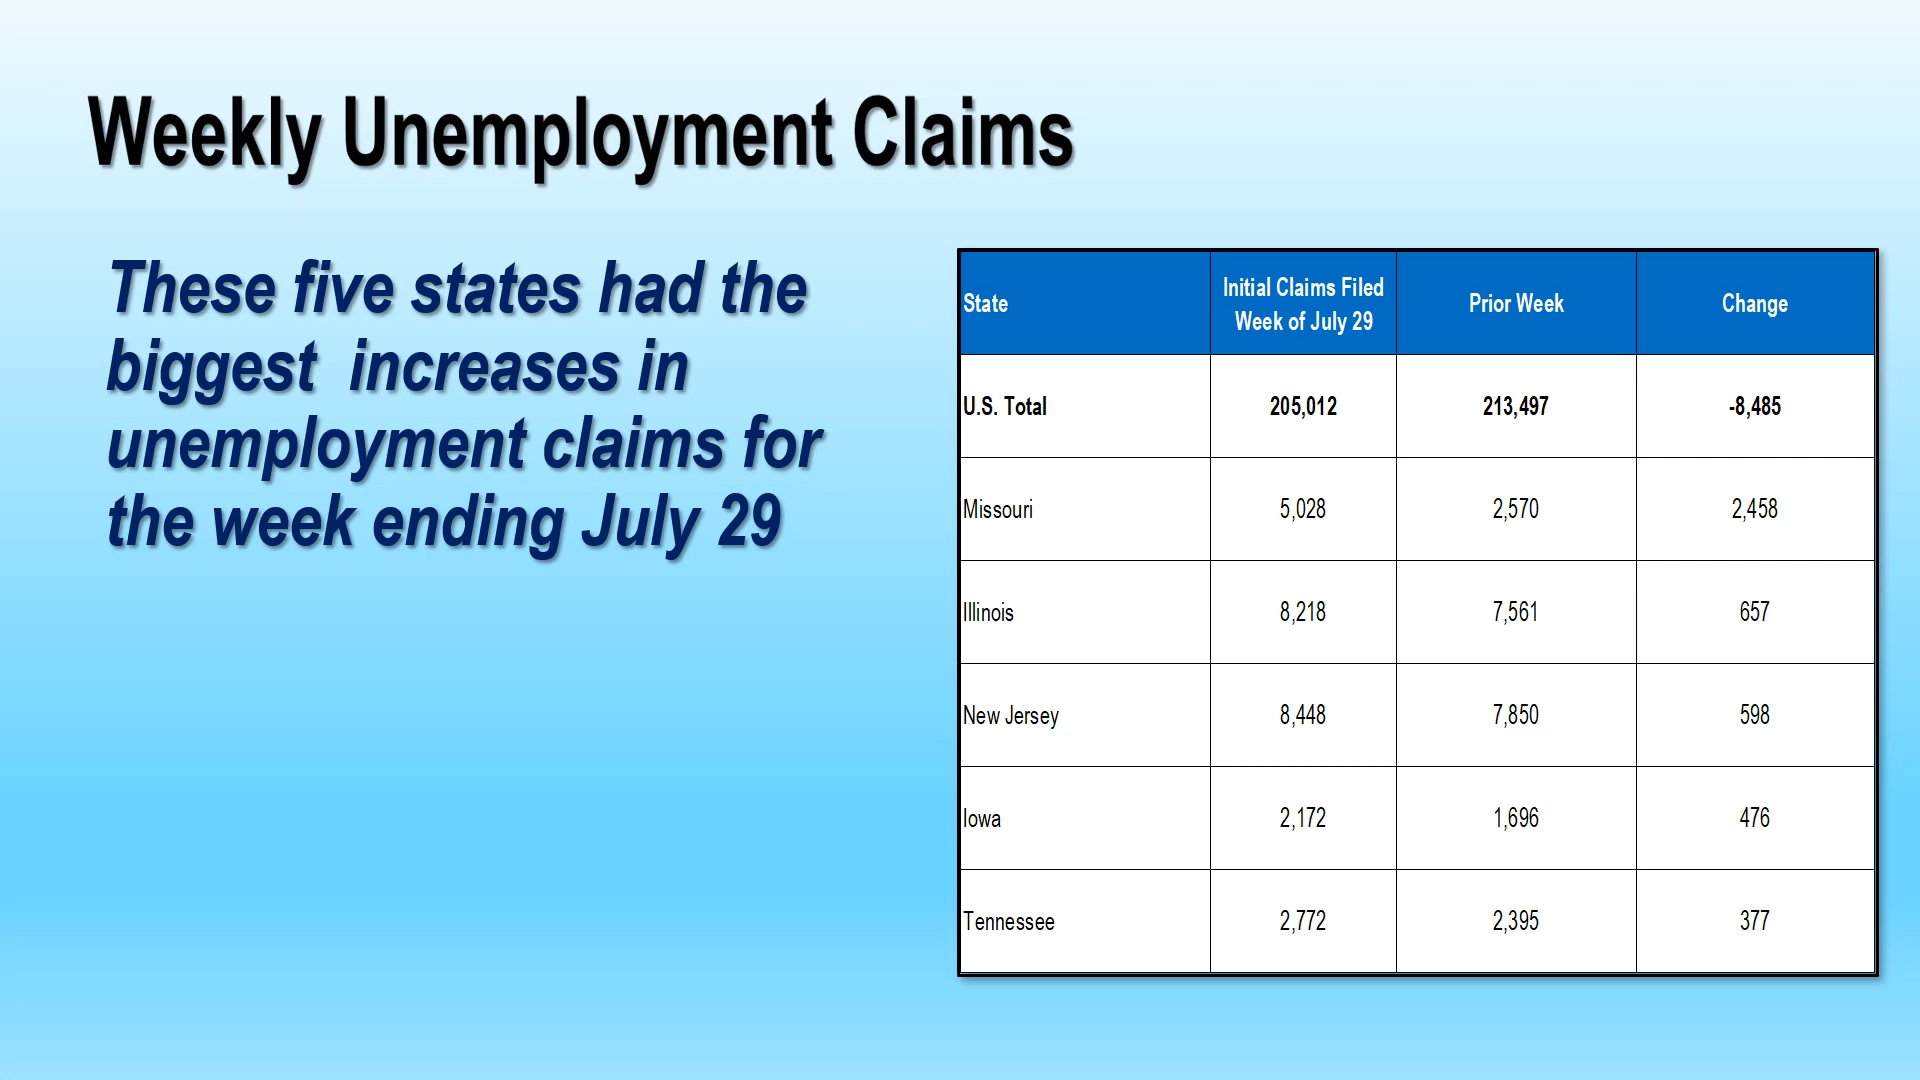 Weekly Unemployment Claims
These five states had the
biggest  increases in
unemployment claims for
the week ending July 29
State Initial Claims Filed Week of July 29 Prior Week Change
U.S. Total 205,012 213,497 -8,485
Missouri 5,028 2,570 2,458
Illinois 8,218 7,561 657
New Jersey 8,448 7,850 598
Iowa 2,172 1,696 476
Tennessee 2,772 2,395 377